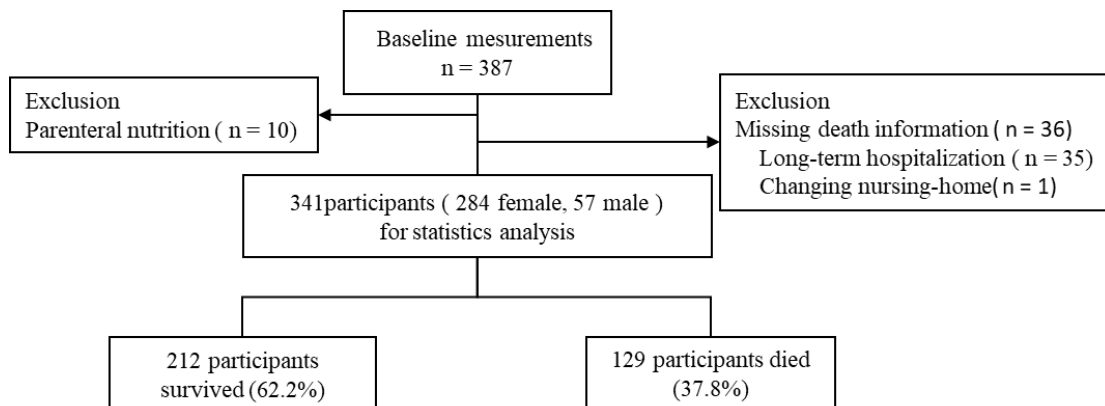 Baseline mesurements
n = 387
Exclusion
Parenteral nutrition ( n = 10)
Exclusion
Missing death information ( n = 36)
Long-term hospitalization ( n = 35)
Changing nursing-home( n = 1)
341participants ( 284 female, 57 male )
for statistics analysis
212 participants
survived (62.2%)
129 participants died
(37.8%)